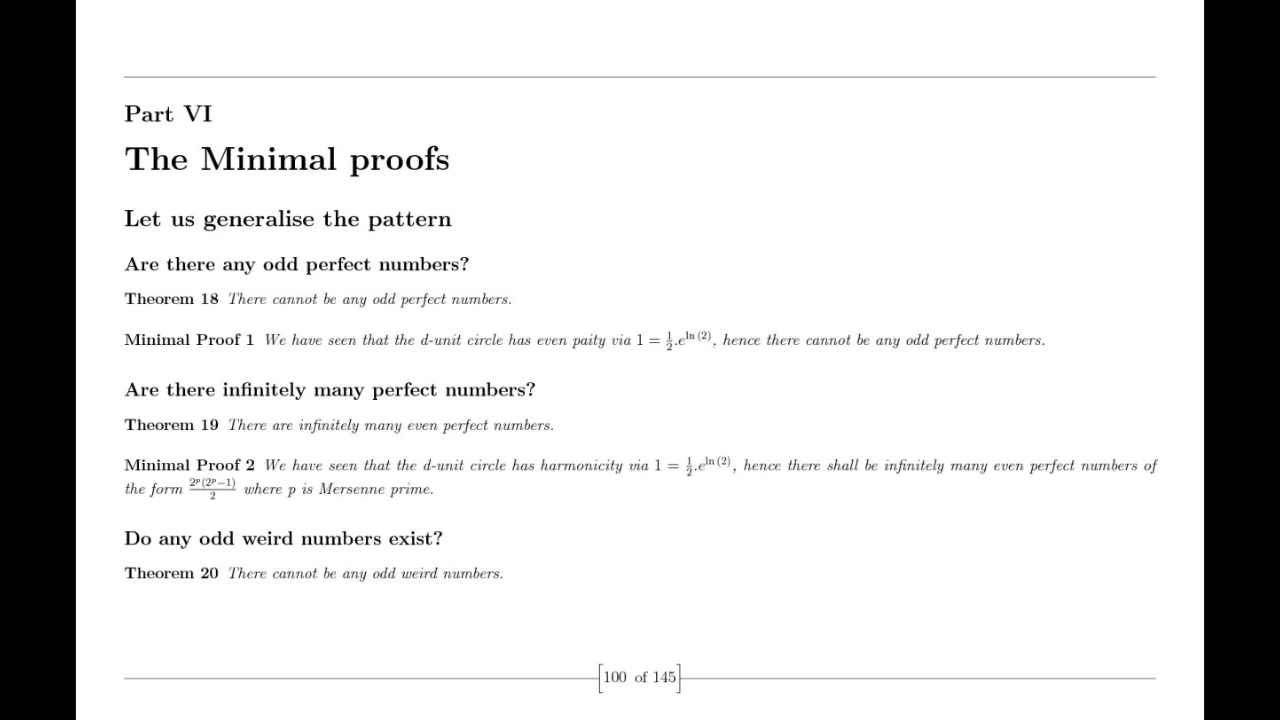 Part VI
The Minimal proofs
Let us generalise the pattern
Are there any odd perfect numbers?
Theorem 18 There cannot be any odd perfect numbers.
Minimal Proof 1 We have seen that the d-unit circle has even paity via 1 = ½.e^{ln (2)}, hence there cannot be any odd perfect numbers.
Are there infinitely many perfect numbers?
Theorem 19 There are infinitely many even perfect numbers.
Minimal Proof 2 We have seen that the d-unit circle has harmonicity via 1 = ½.e^{ln (2)}, hence there shall be infinitely many even perfect numbers of
the form \frac{2^p(2^p−1)}{2} where p is Mersenne prime.
Do any odd weird numbers exist?
Theorem 20 There cannot be any odd weird numbers.
[100 of 145]